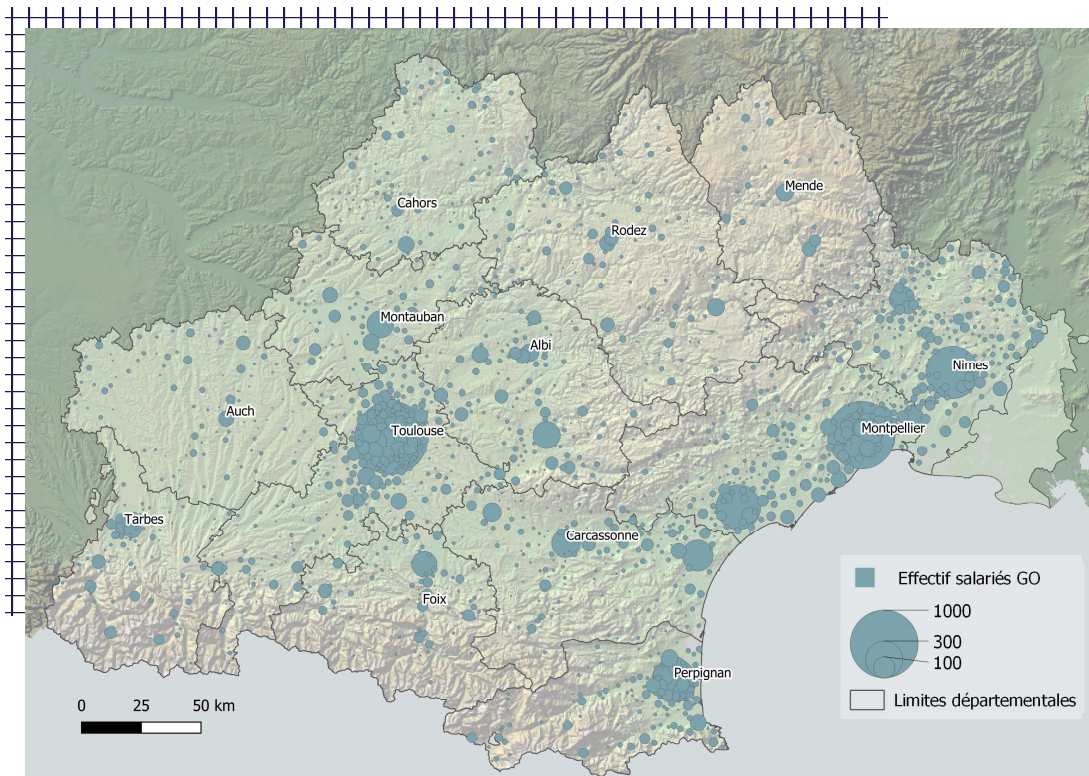 Cahors
Mende
Rodez
Montauban
Albi
Nîmes
Auch
Toulouse
Montpellier
Tarbes
Carcassonne
Foix
Perpignan
Effectif salariés GO
1000
300
100
Limites départementales
0 25 50 km